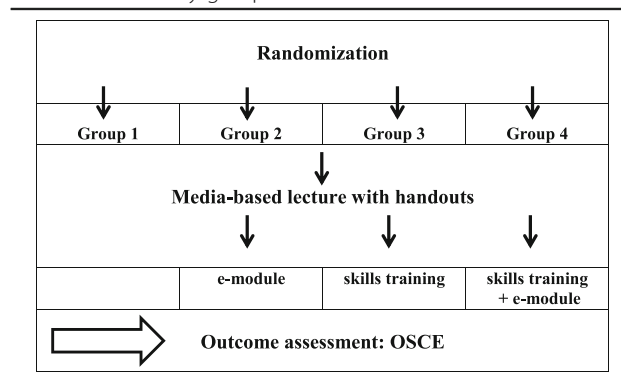 Randomization
Group 1 Group 2 Group 3 Group 4
Media-based lecture with handouts
e-module skills training skills training
+ e-module
Outcome assessment: OSCE